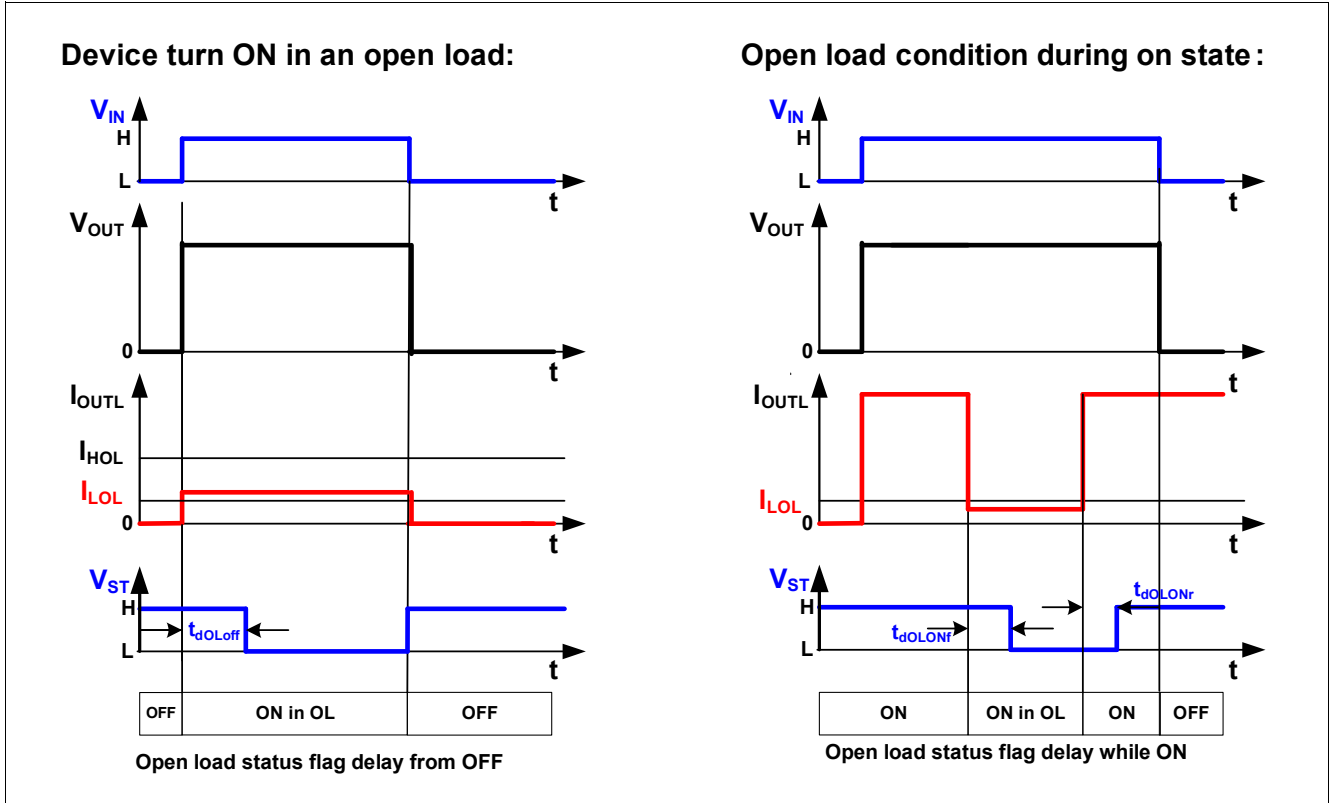 Device turn ON in an open load:
V_IN
H
L
t
V_OUT
0
t
I_OUTL
I_HOL
I_LOL
0
t
V_ST
H
t_dOLoff
L
t
OFF ON in OL OFF
Open load status flag delay from OFF
Open load condition during on state:
V_IN
H
L
t
V_OUT
0
t
I_OUTL
I_LOL
0
t
V_ST
t_dOLONr
H
t_dOLONf
L
t
ON ON in OL ON OFF
Open load status flag delay while ON